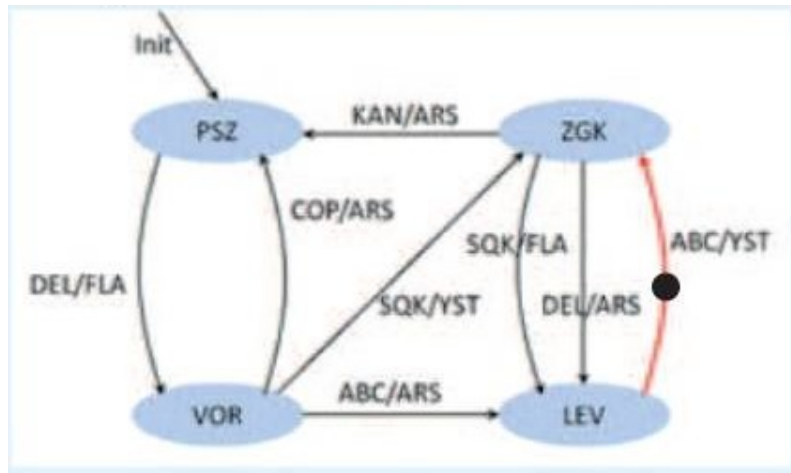 Init
PSZ
KAN/ARS
ZGK
COP/ARS
SQK/FLA
ABC/YST
DEL/FLA
SQK/YST
DEL/ARS
VOR
ABC/ARS
LEV